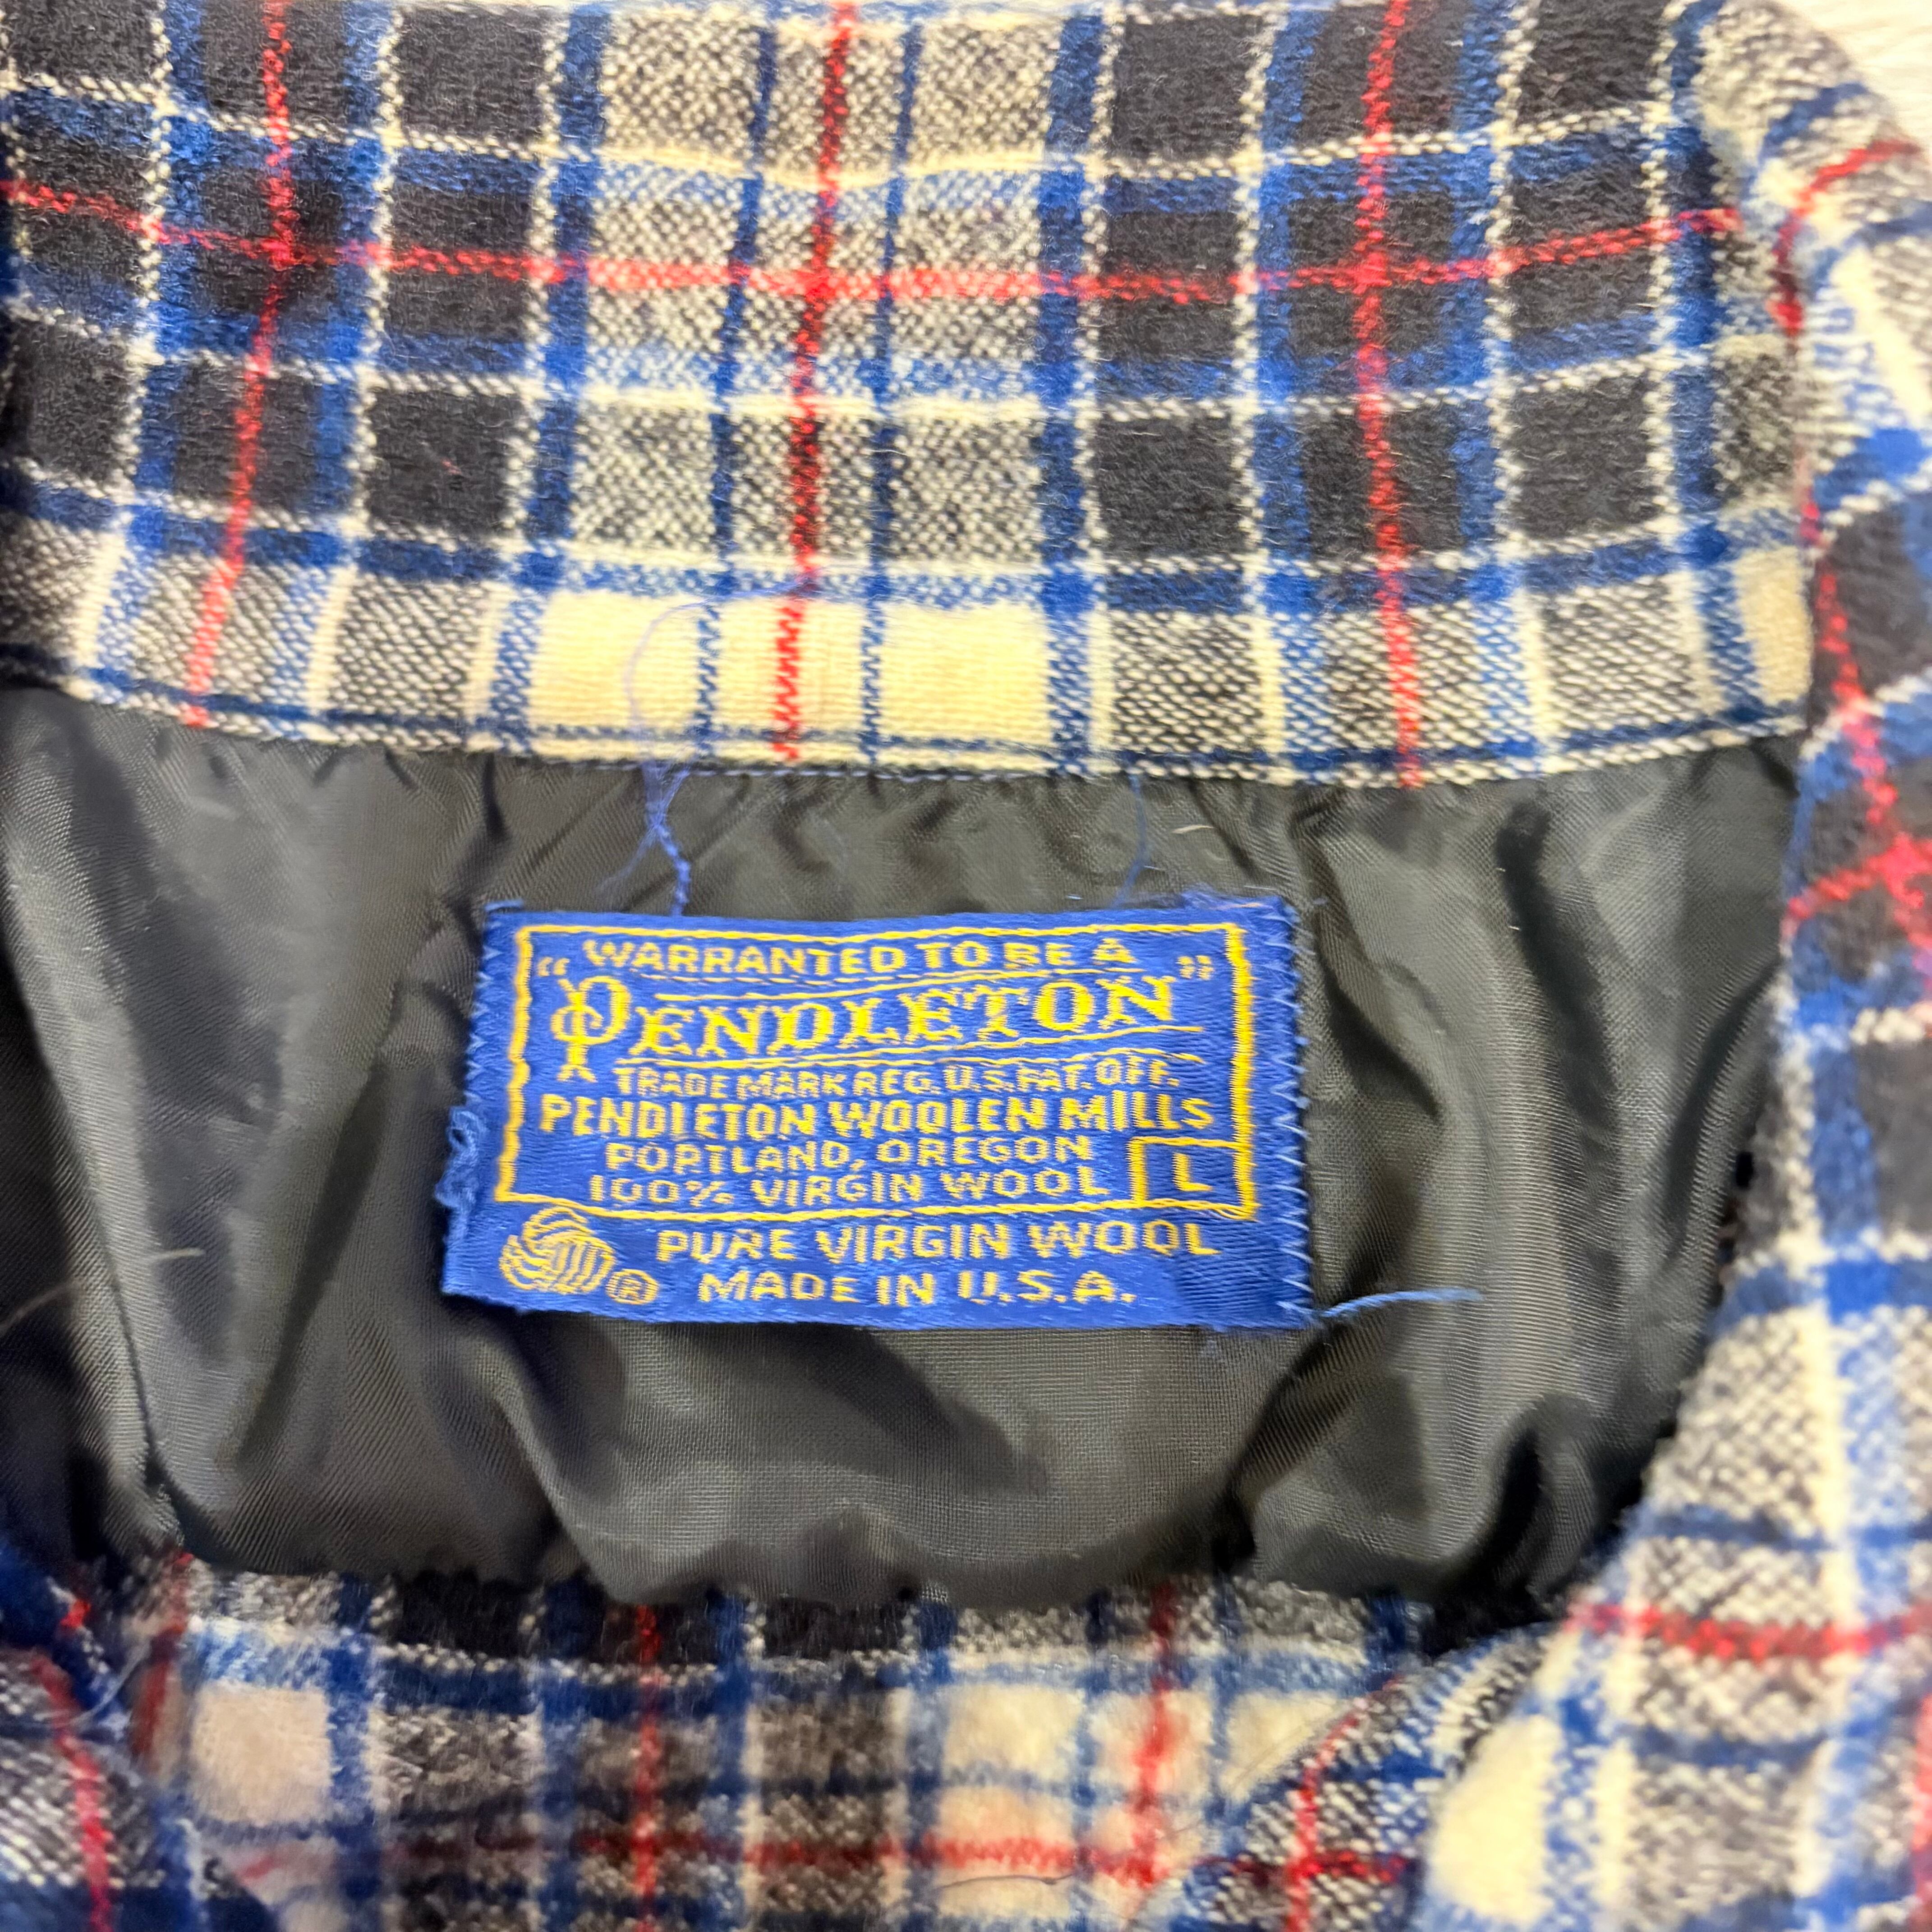 WARRANTED TO BE A
"PENDLETON"
TRADE MARK REG. U.S. PAT. OFF.
PENDLETON WOOLEN MILLS
PORTLAND, OREGON
100% VIRGIN WOOL L
PURE VIRGIN WOOL
® MADE IN U.S.A.